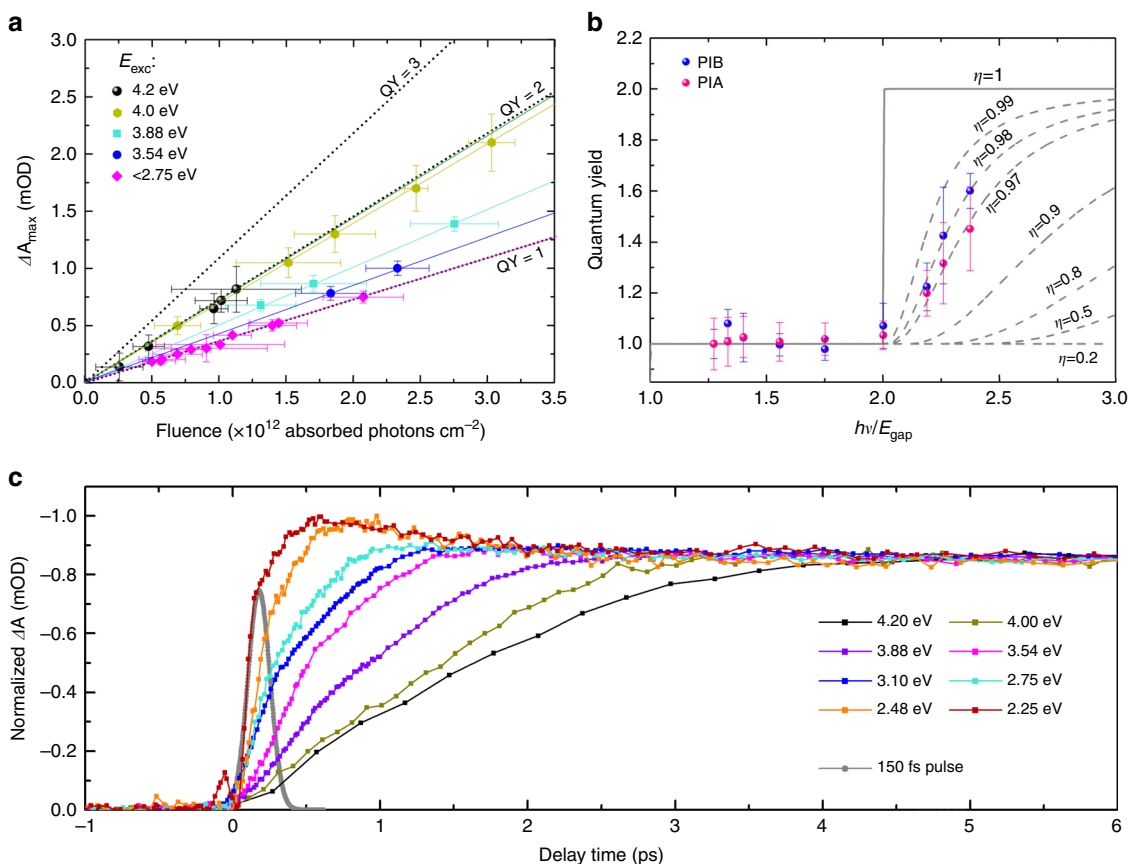 a
3.0
2.5
2.0
1.5
1.0
0.5
0.0
ΔAmax (mOD)
Eexc:
4.2 eV
4.0 eV
3.88 eV
3.54 eV
<2.75 eV
QY = 3
QY = 2
QY = 1
0.0 0.5 1.0 1.5 2.0 2.5 3.0 3.5
Fluence (×10¹² absorbed photons cm⁻²)
b
2.2
2.0
1.8
1.6
1.4
1.2
1.0
Quantum yield
PIB
PIA
η=1
η=0.99
η=0.98
η=0.97
η=0.9
η=0.8
η=0.5
η=0.2
1.0 1.5 2.0 2.5 3.0
hν/Egap
c
−1.0
−0.8
−0.6
−0.4
−0.2
0.0
Normalized ΔA (mOD)
4.20 eV 4.00 eV
3.88 eV 3.54 eV
3.10 eV 2.75 eV
2.48 eV 2.25 eV
150 fs pulse
−1 0 1 2 3 4 5 6
Delay time (ps)